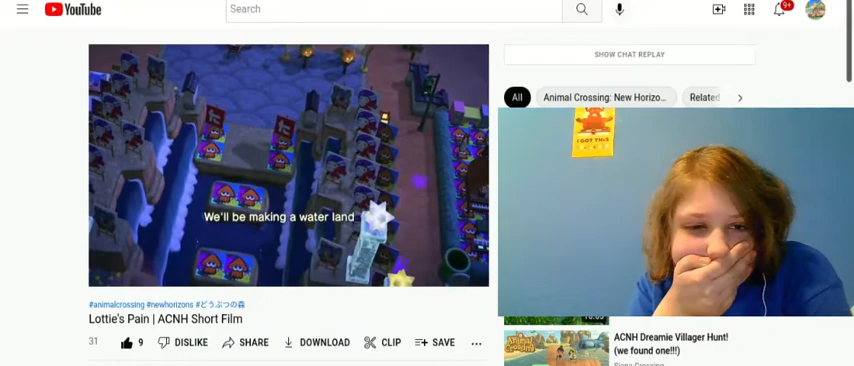 YouTube
Search
9+
SHOW CHAT REPLAY
All
Animal Crossing: New Horizo...
Related
I GOT THIS
We'll be making a water land
#animalcrossing #newhorizons #どうぶつの森
Lottie's Pain | ACNH Short Film
31
9
DISLIKE
SHARE
DOWNLOAD
CLIP
SAVE
ACNH Dreamie Villager Hunt!
(we found one!!!)